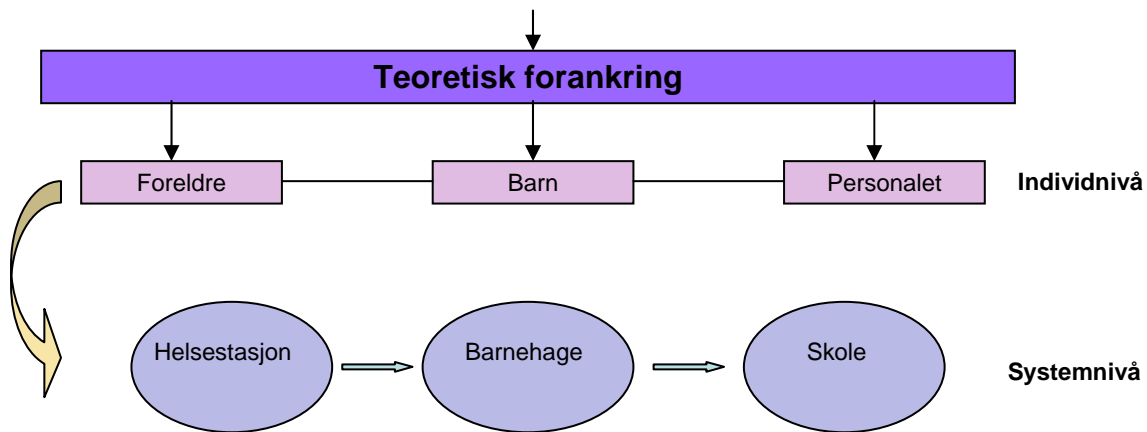 Teoretisk forankring
Foreldre
Barn
Personalet
Individnivå
Helsestasjon
Barnehage
Skole
Systemnivå